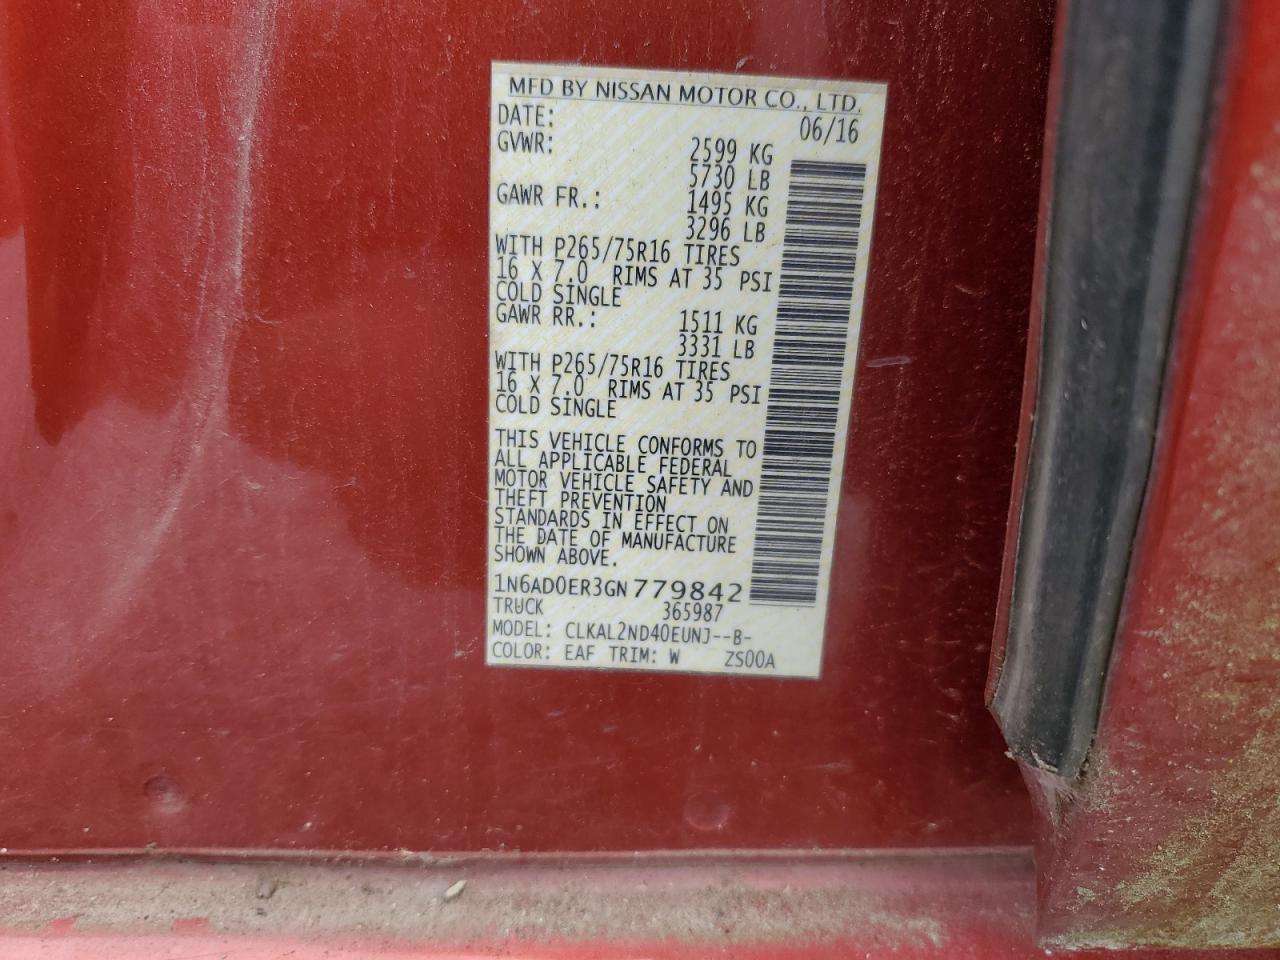 MFD BY NISSAN MOTOR CO., LTD.
DATE: 06/16
GVWR: 2599 KG
5730 LB
GAWR FR.: 1495 KG
3296 LB
WITH P265/75R16 TIRES
16 X 7.0 RIMS AT 35 PSI
COLD SINGLE
GAWR RR.: 1511 KG
3331 LB
WITH P265/75R16 TIRES
16 X 7.0 RIMS AT 35 PSI
COLD SINGLE
THIS VEHICLE CONFORMS TO
ALL APPLICABLE FEDERAL
MOTOR VEHICLE SAFETY AND
THEFT PREVENTION
STANDARDS IN EFFECT ON
THE DATE OF MANUFACTURE
SHOWN ABOVE.
1N6AD0ER3GN779842
TRUCK 365987
MODEL: CLKAL2ND40EUNJ--B-
COLOR: EAF TRIM: W ZS00A